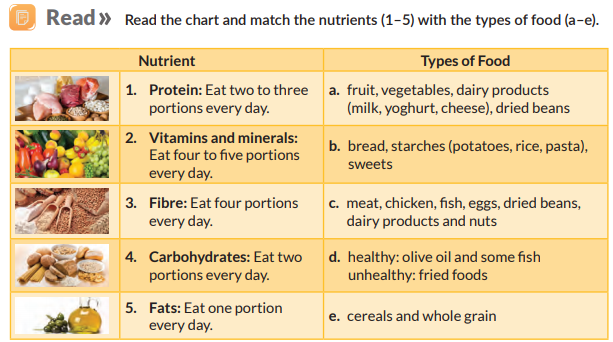 Read» Read the chart and match the nutrients (1–5) with the types of food (a–e).
Nutrient
Types of Food
1. Protein: Eat two to three
portions every day.
a. fruit, vegetables, dairy products
(milk, yoghurt, cheese), dried beans
2. Vitamins and minerals:
Eat four to five portions
every day.
b. bread, starches (potatoes, rice, pasta),
sweets
3. Fibre: Eat four portions
every day.
c. meat, chicken, fish, eggs, dried beans,
dairy products and nuts
4. Carbohydrates: Eat two
portions every day.
d. healthy: olive oil and some fish
unhealthy: fried foods
5. Fats: Eat one portion
every day.
e. cereals and whole grain